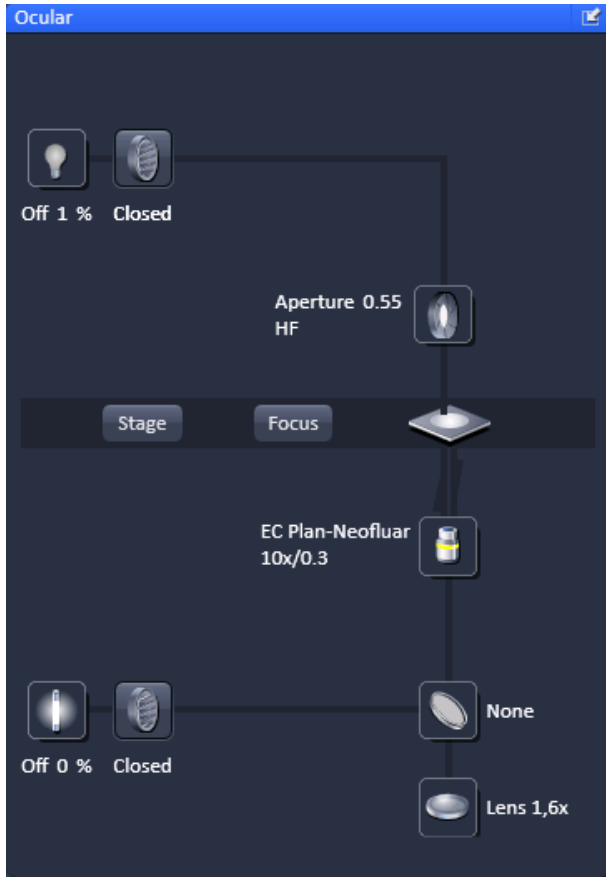 Ocular
Off 1 %
Closed
Aperture 0.55
HF
Stage
Focus
EC Plan-Neofluar
10x/0.3
None
Off 0 %
Closed
Lens 1,6x